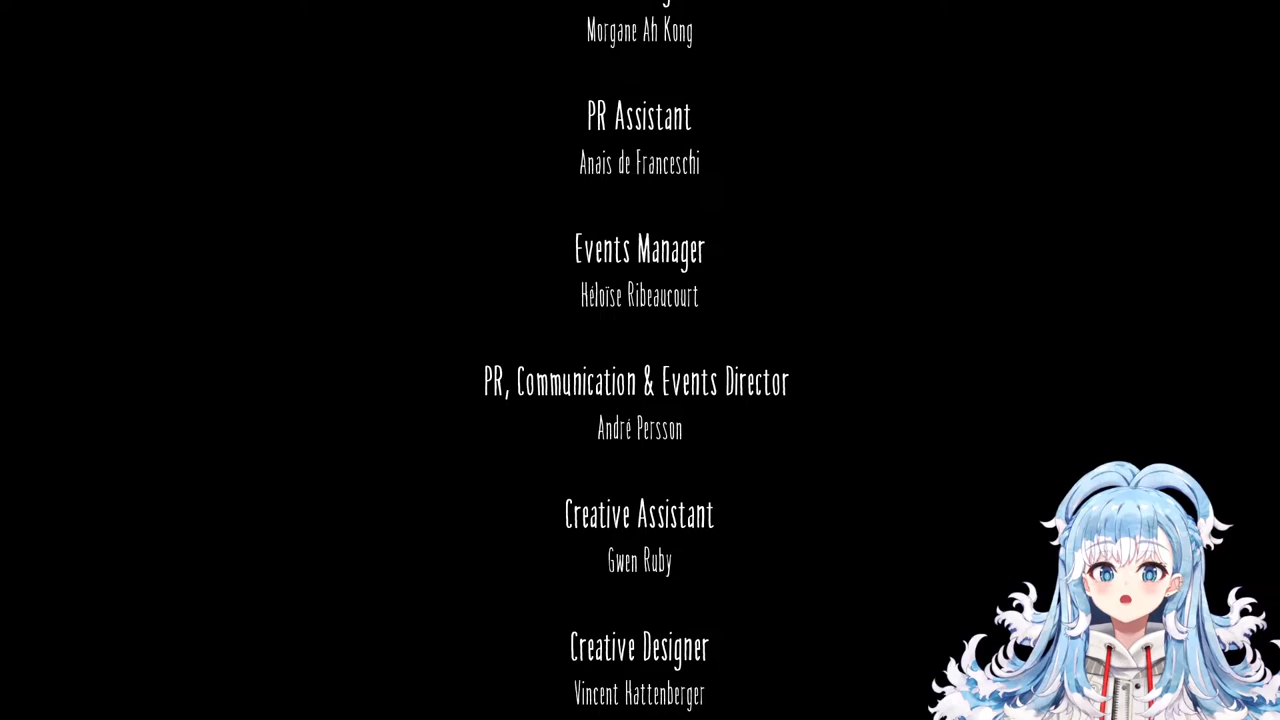 Morgane Ah Kong
PR Assistant
Anais de Franceschi
Events Manager
Héloïse Ribeaucourt
PR, Communication & Events Director
André Persson
Creative Assistant
Gwen Ruby
Creative Designer
Vincent Hattenberger